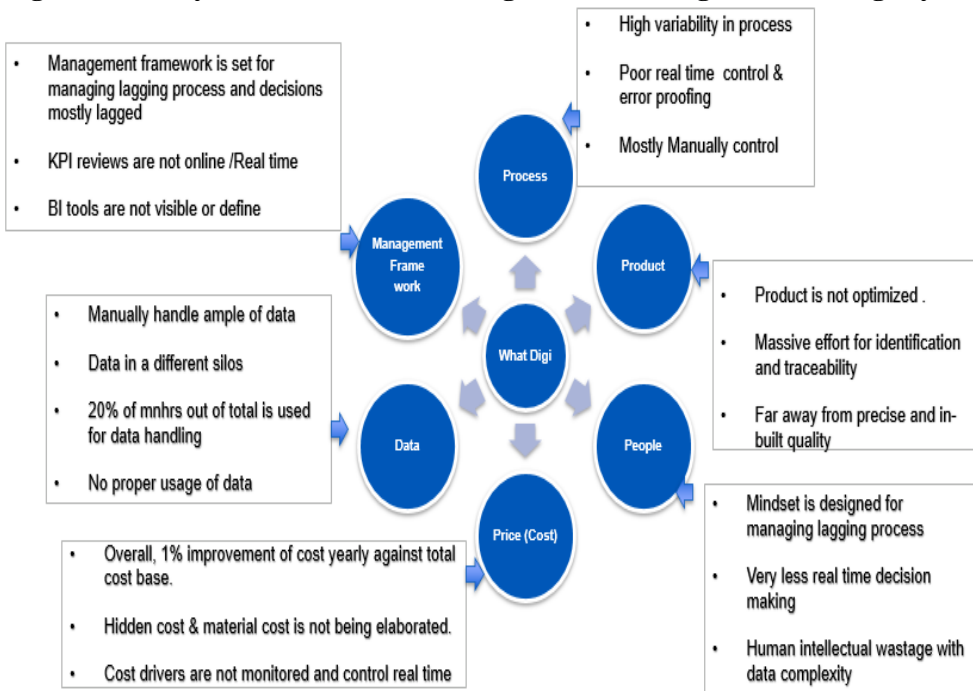 • High variability in process
• Poor real time control &
error proofing
• Mostly Manually control
• Management framework is set for
managing lagging process and decisions
mostly lagged
• KPI reviews are not online /Real time
• BI tools are not visible or define
Process
Management
Frame
work
Product
• Product is not optimized .
• Massive effort for identification
and traceability
• Far away from precise and in-
built quality
• Manually handle ample of data
• Data in a different silos
• 20% of mnhrs out of total is used
for data handling
• No proper usage of data
What Digi
Data
People
• Mindset is designed for
managing lagging process
• Very less real time decision
making
• Human intellectual wastage with
data complexity
Price (Cost)
• Overall, 1% improvement of cost yearly against total
cost base.
• Hidden cost & material cost is not being elaborated.
• Cost drivers are not monitored and control real time